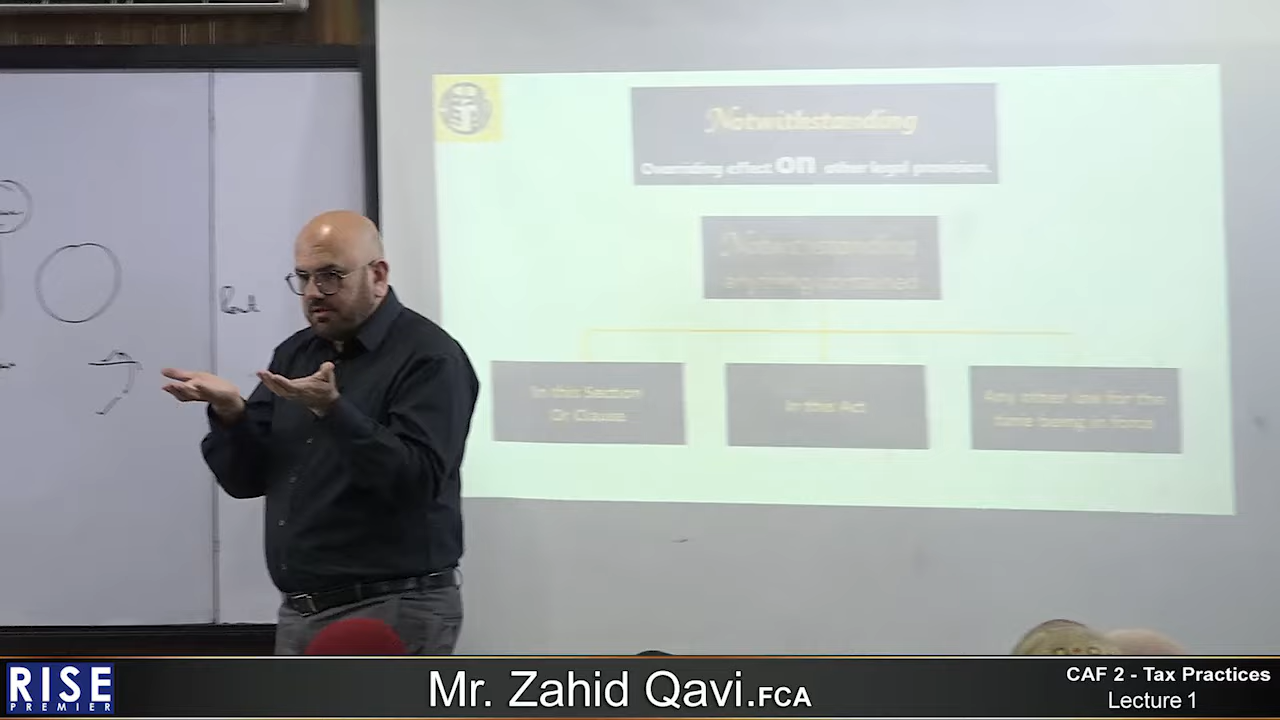 Notwithstanding
Overriding effect on other legal provision.
Notwithstanding
anything contained
In this Section
Or Clause
In this Act
Any other law for the
time being in force
RISE
PREMIER
Mr. Zahid Qavi.FCA
CAF 2 - Tax Practices
Lecture 1